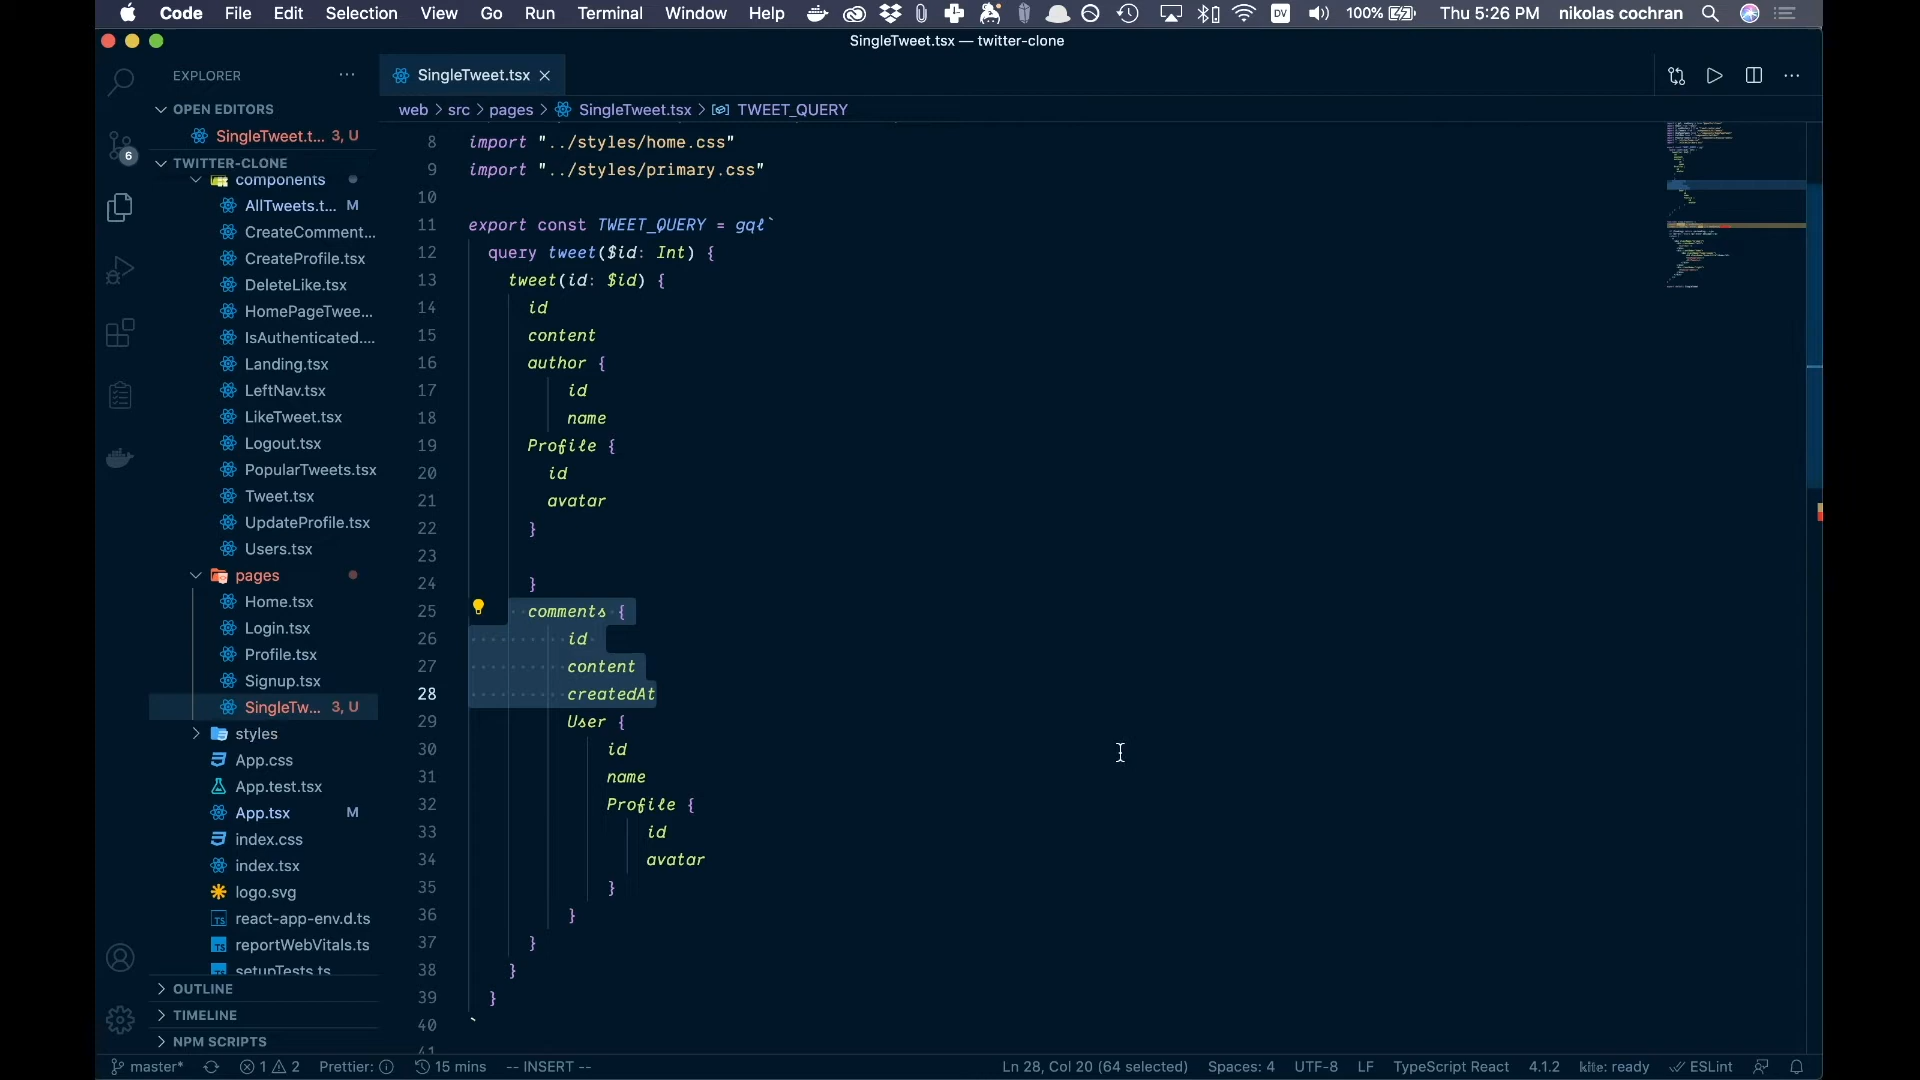 Code File Edit Selection View Go Run Terminal Window Help DV 100% Thu 5:26 PM nikolas cochran
SingleTweet.tsx — twitter-clone
EXPLORER ···
SingleTweet.tsx
OPEN EDITORS
SingleTweet.t... 3, U
web > src > pages > SingleTweet.tsx > TWEET_QUERY
6
TWITTER-CLONE
components
AllTweets.t... M
CreateComment...
CreateProfile.tsx
DeleteLike.tsx
HomePageTwee...
IsAuthenticated....
Landing.tsx
LeftNav.tsx
LikeTweet.tsx
Logout.tsx
PopularTweets.tsx
Tweet.tsx
UpdateProfile.tsx
Users.tsx
pages
Home.tsx
Login.tsx
Profile.tsx
Signup.tsx
SingleTw... 3, U
styles
App.css
App.test.tsx
App.tsx M
index.css
index.tsx
logo.svg
react-app-env.d.ts
reportWebVitals.ts
setupTests.ts
OUTLINE
TIMELINE
NPM SCRIPTS
8 import "../styles/home.css"
9 import "../styles/primary.css"
10
11 export const TWEET_QUERY = gql`
12 query tweet($id: Int) {
13 tweet(id: $id) {
14 id
15 content
16 author {
17 id
18 name
19 Profile {
20 id
21 avatar
22 }
23
24 }
25 comments {
26 id
27 content
28 createdAt
29 User {
30 id
31 name
32 Profile {
33 id
34 avatar
35 }
36 }
37 }
38 }
39 }
40 `
41
master* 1 2 Prettier: 15 mins -- INSERT -- Ln 28, Col 20 (64 selected) Spaces: 4 UTF-8 LF TypeScript React 4.1.2 kite: ready ESLint